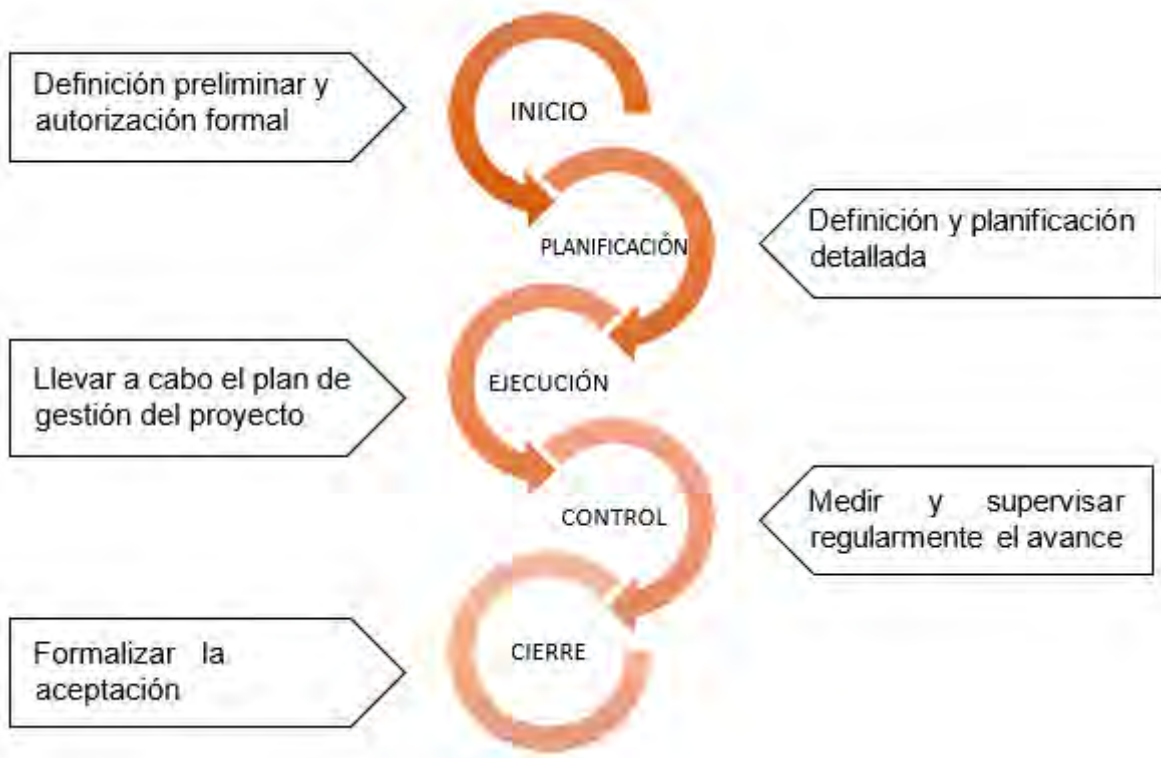 Definición preliminar y
autorización formal
INICIO
PLANIFICACIÓN
Definición y planificación
detallada
Llevar a cabo el plan de
gestión del proyecto
EJECUCIÓN
CONTROL
Medir y supervisar
regularmente el avance
Formalizar la
aceptación
CIERRE